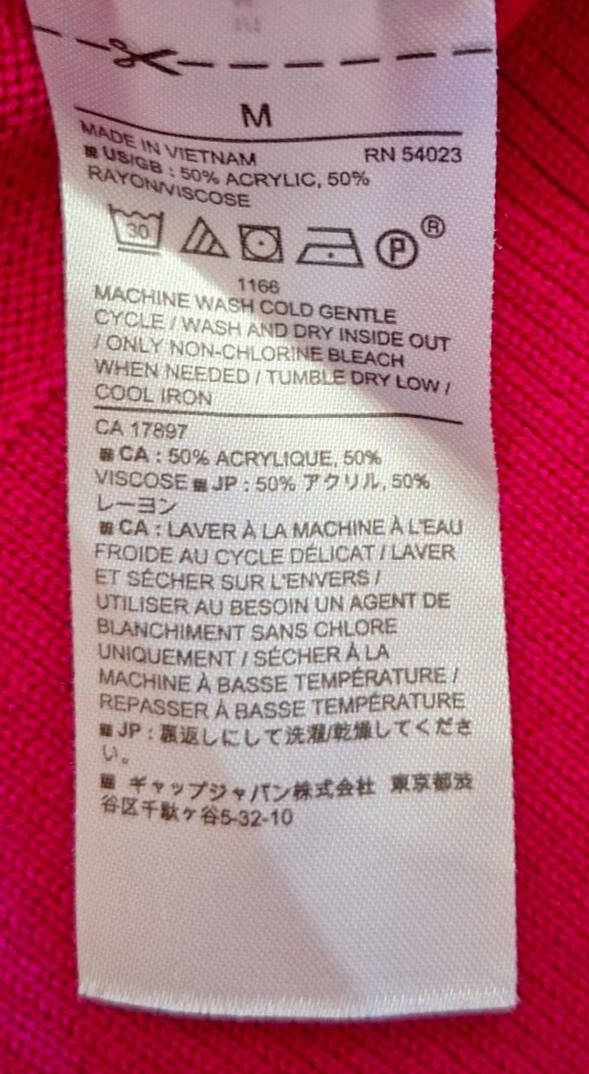 M
MADE IN VIETNAM RN 54023
■ US/GB : 50% ACRYLIC, 50%
RAYON/VISCOSE
30 P ®
1166
MACHINE WASH COLD GENTLE
CYCLE / WASH AND DRY INSIDE OUT
/ ONLY NON-CHLORINE BLEACH
WHEN NEEDED / TUMBLE DRY LOW /
COOL IRON
CA 17897
■ CA : 50% ACRYLIQUE, 50%
VISCOSE ■ JP : 50% アクリル, 50%
レーヨン
■ CA : LAVER À LA MACHINE À L'EAU
FROIDE AU CYCLE DÉLICAT / LAVER
ET SÉCHER SUR L'ENVERS /
UTILISER AU BESOIN UN AGENT DE
BLANCHIMENT SANS CHLORE
UNIQUEMENT / SÉCHER À LA
MACHINE À BASSE TEMPÉRATURE /
REPASSER À BASSE TEMPÉRATURE
■ JP :裏返しにして洗濯/乾燥してくださ
い。
■ ギャップジャパン株式会社 東京都渋
谷区千駄ケ谷5-32-10